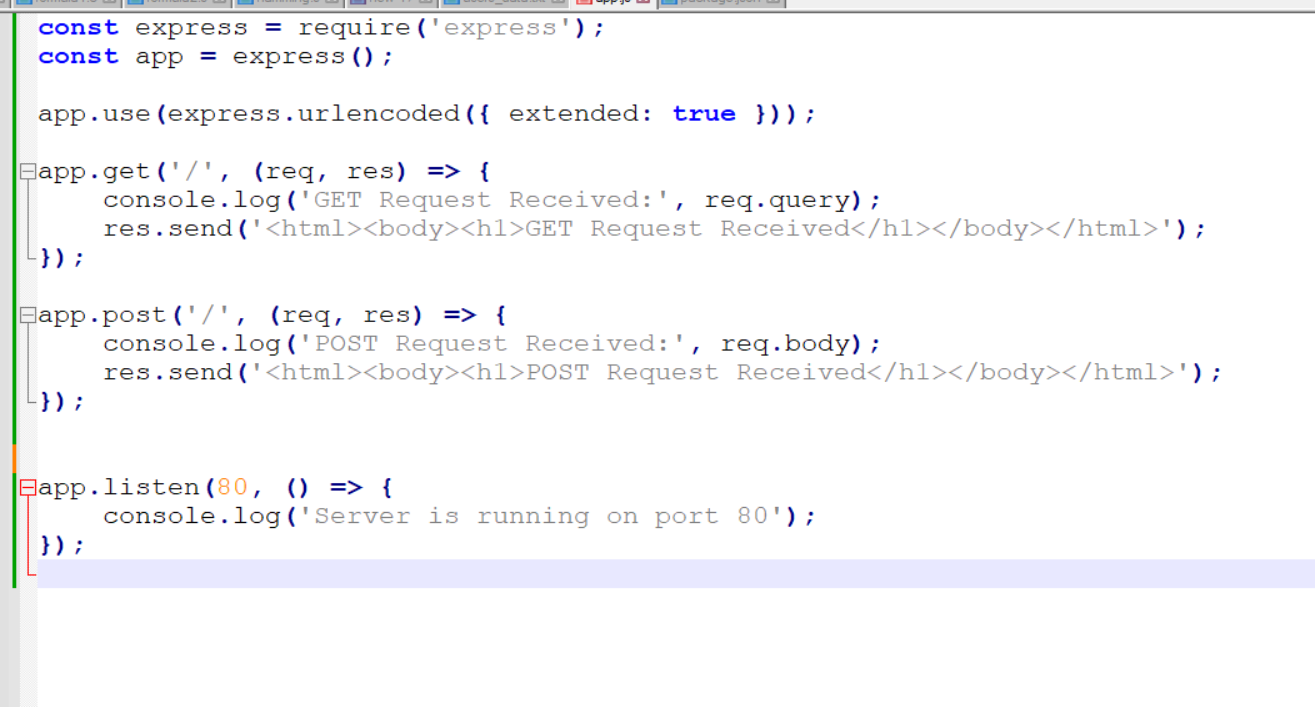 const express = require('express');
const app = express();
app.use(express.urlencoded({ extended: true }));
app.get('/', (req, res) => {
    console.log('GET Request Received:', req.query);
    res.send('<html><body><h1>GET Request Received</h1></body></html>');
});
app.post('/', (req, res) => {
    console.log('POST Request Received:', req.body);
    res.send('<html><body><h1>POST Request Received</h1></body></html>');
});
app.listen(80, () => {
    console.log('Server is running on port 80');
});